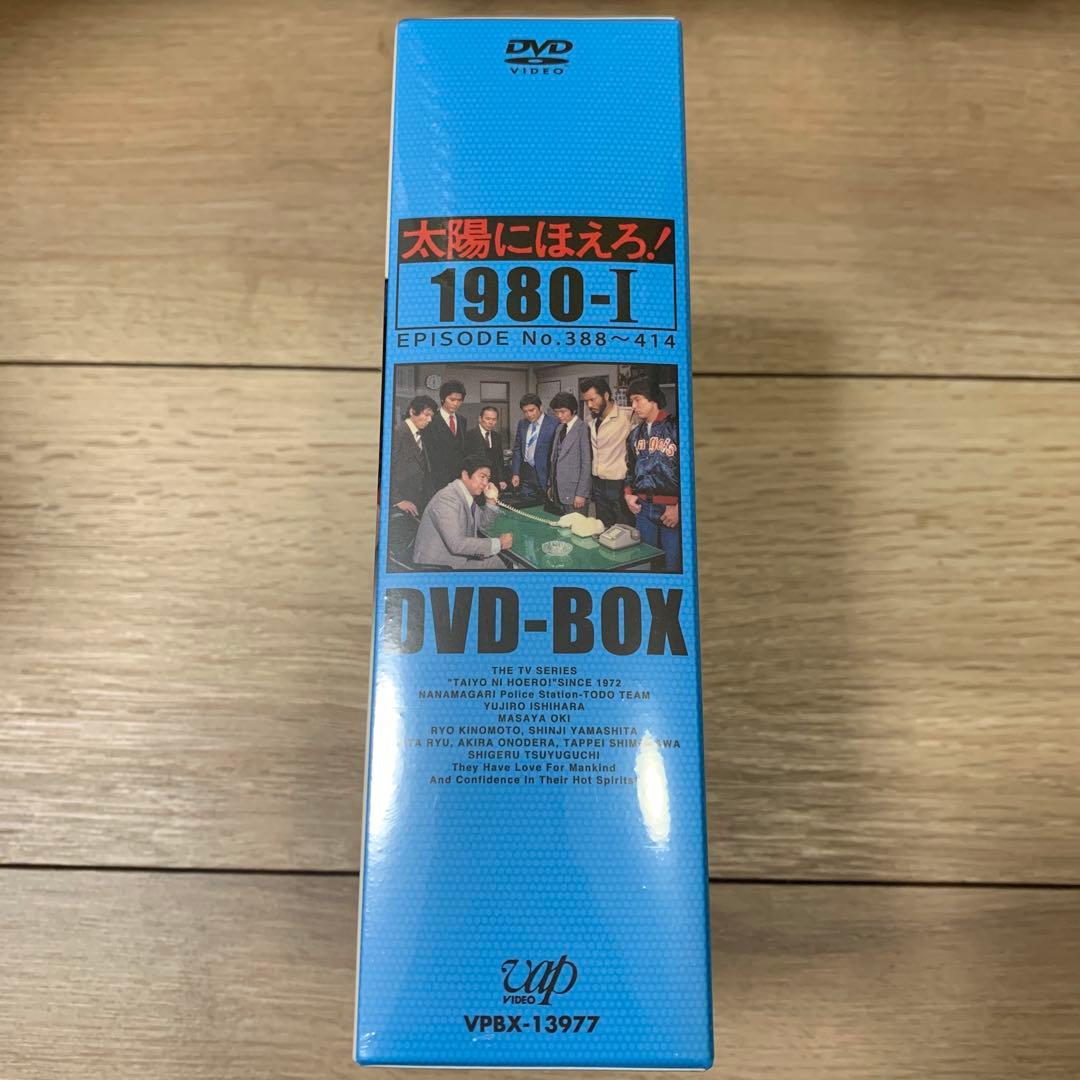 DVD
VIDEO
太陽にほえろ!
1980-I
EPISODE No.388〜414
DVD-BOX
THE TV SERIES
"TAIYO NI HOERO!"SINCE 1972
NANAMAGARI Police Station-TODO TEAM
YUJIRO ISHIHARA
MASAYA OKI
RYO KINOMOTO, SHINJI YAMASHITA
RYU, AKIRA ONODERA, TAPPEI
SHIGERU TSUYUGUCHI
They Have Love For Mankind
And Confidence in Their Hot Spirits
vap
VIDEO
VPBX-13977